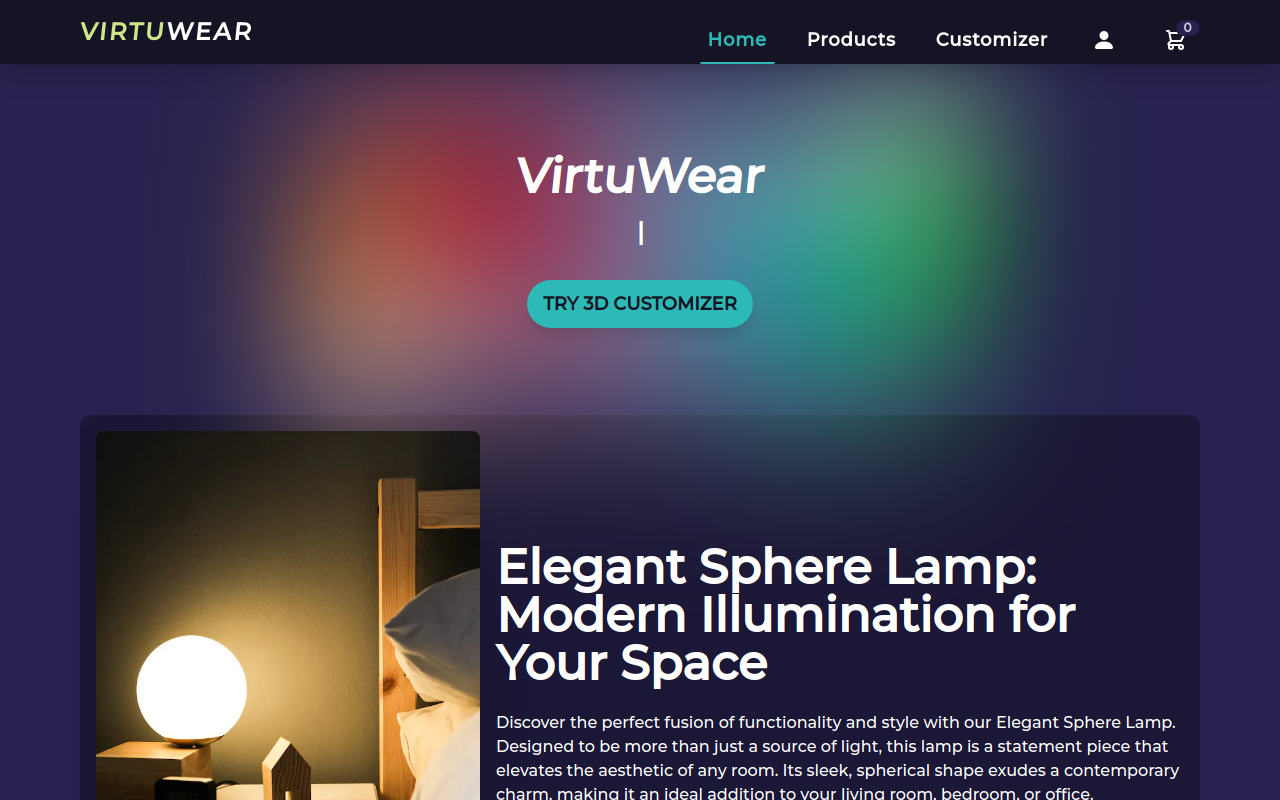 VIRTUWEAR
Home Products Customizer 0
VirtuWear
TRY 3D CUSTOMIZER
Elegant Sphere Lamp:
Modern Illumination for
Your Space
Discover the perfect fusion of functionality and style with our Elegant Sphere Lamp.
Designed to be more than just a source of light, this lamp is a statement piece that
elevates the aesthetic of any room. Its sleek, spherical shape exudes a contemporary
charm, making it an ideal addition to your living room, bedroom, or office.